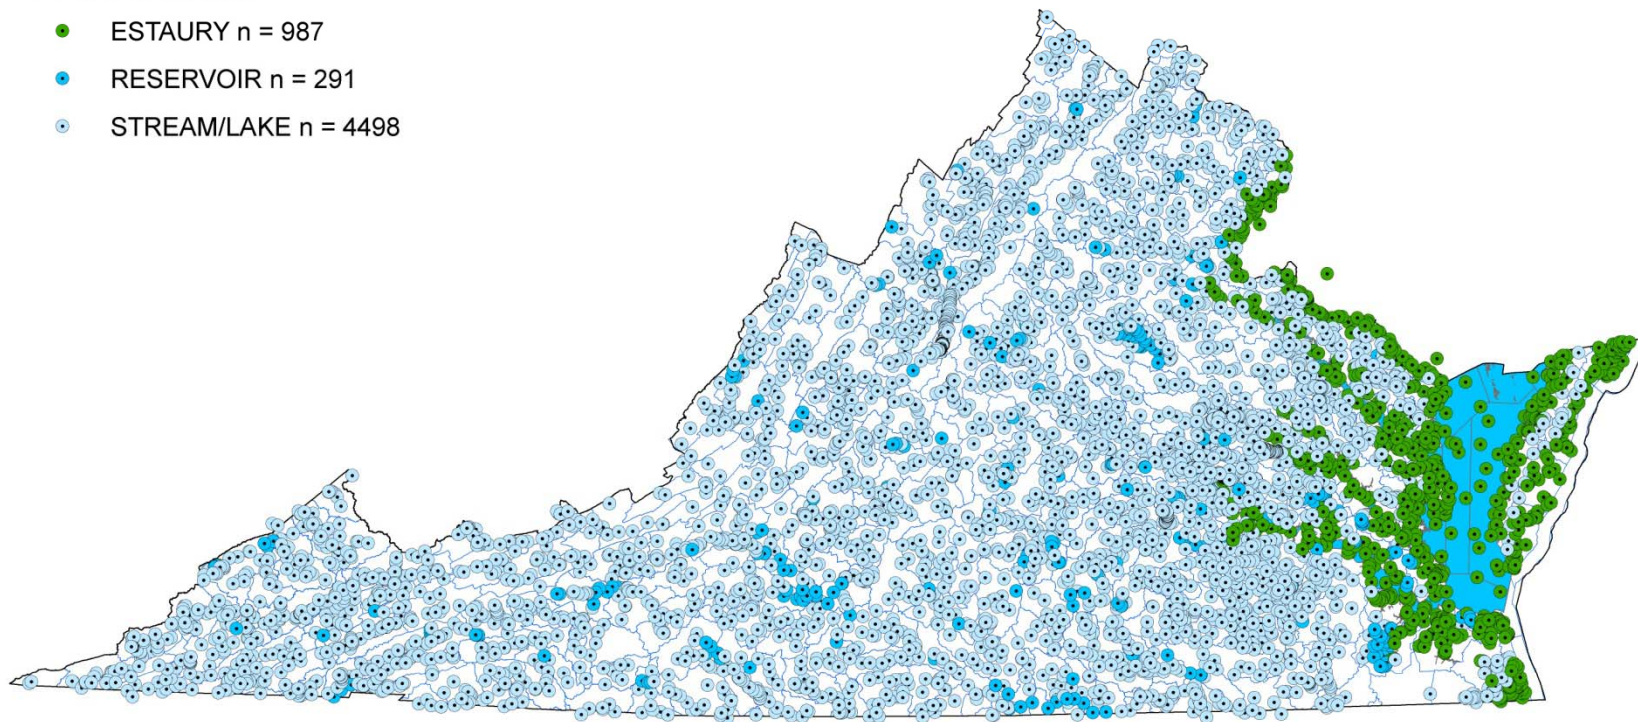 ESTAURY n = 987
RESERVOIR n = 291
STREAM/LAKE n = 4498